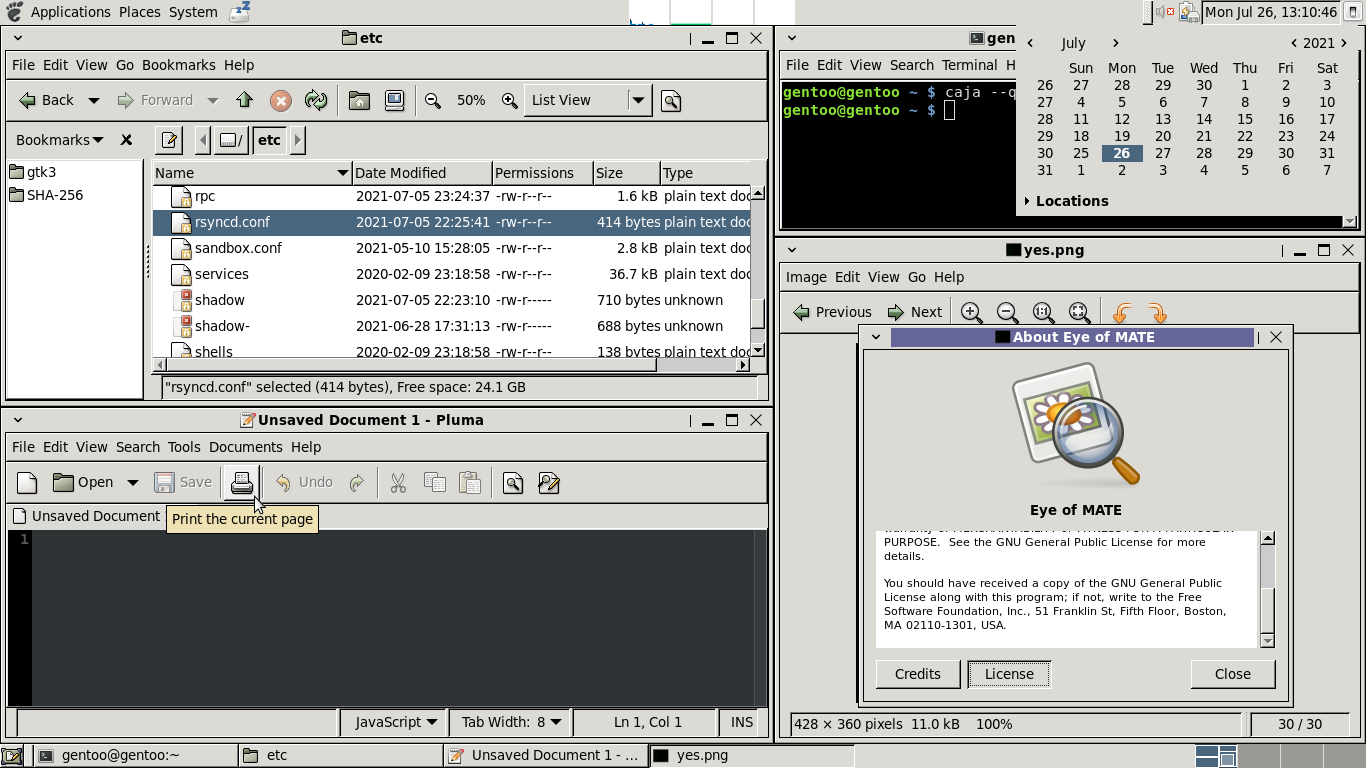 Applications Places System
Mon Jul 26, 13:10:46
etc
File Edit View Go Bookmarks Help
Back Forward 50% List View
Bookmarks / etc
gtk3
SHA-256
Name Date Modified Permissions Size Type
rpc 2021-07-05 23:24:37 -rw-r--r-- 1.6 kB plain text doc
rsyncd.conf 2021-07-05 22:25:41 -rw-r--r-- 414 bytes plain text doc
sandbox.conf 2021-05-10 15:28:05 -rw-r--r-- 2.8 kB plain text doc
services 2020-02-09 23:18:58 -rw-r--r-- 36.7 kB plain text doc
shadow 2021-07-05 22:23:10 -rw-r----- 710 bytes unknown
shadow- 2021-06-28 17:31:13 -rw-r----- 688 bytes unknown
shells 2020-02-09 23:18:58 -rw-r--r-- 138 bytes plain text doc
"rsyncd.conf" selected (414 bytes), Free space: 24.1 GB
gen
File Edit View Search Terminal H
gentoo@gentoo ~ $ caja --q
gentoo@gentoo ~ $
July 2021
Sun Mon Tue Wed Thu Fri Sat
26 27 28 29 30 1 2 3
27 4 5 6 7 8 9 10
28 11 12 13 14 15 16 17
29 18 19 20 21 22 23 24
30 25 26 27 28 29 30 31
31 1 2 3 4 5 6 7
Locations
Unsaved Document 1 - Pluma
File Edit View Search Tools Documents Help
Open Save Undo
Unsaved Document
Print the current page
1
JavaScript Tab Width: 8 Ln 1, Col 1 INS
yes.png
Image Edit View Go Help
Previous Next
About Eye of MATE
Eye of MATE
PURPOSE. See the GNU General Public License for more
details.
You should have received a copy of the GNU General Public
License along with this program; if not, write to the Free
Software Foundation, Inc., 51 Franklin St, Fifth Floor, Boston,
MA 02110-1301, USA.
Credits License Close
428 × 360 pixels 11.0 kB 100% 30 / 30
gentoo@gentoo:~ etc Unsaved Document 1 - ... yes.png